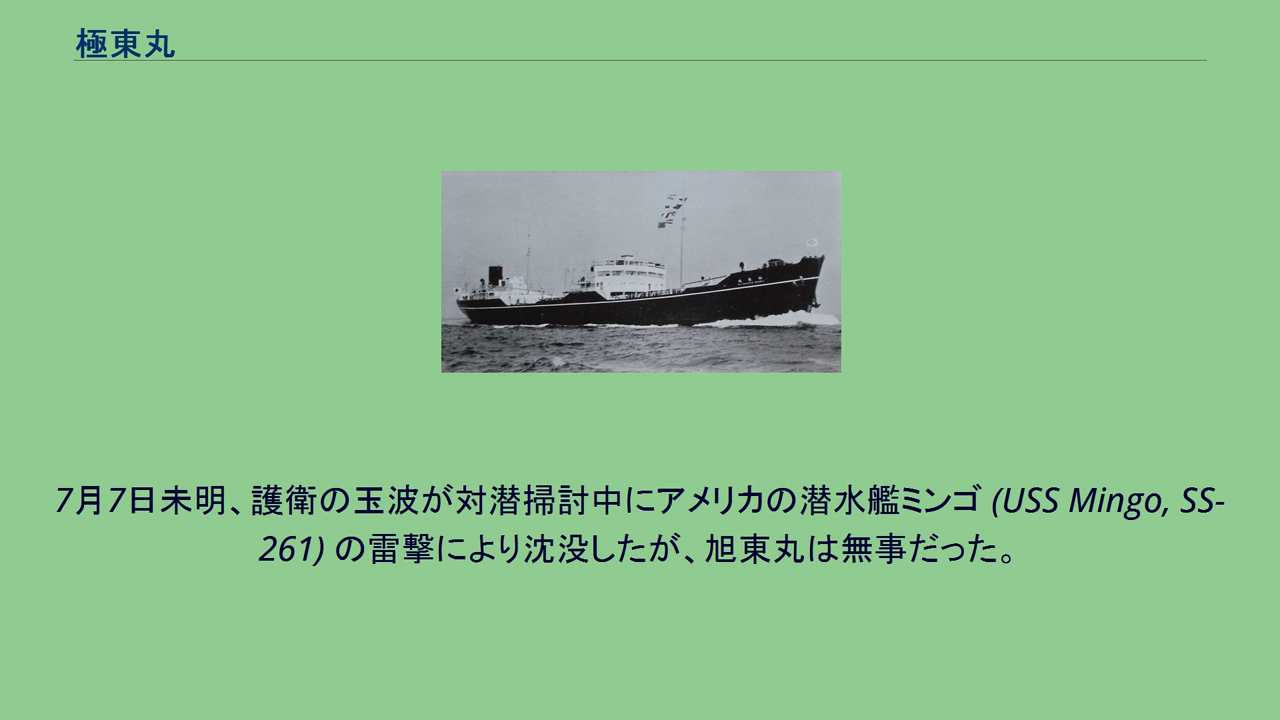 極東丸
7月7日未明、護衛の玉波が対潜掃討中にアメリカの潜水艦ミンゴ (USS Mingo, SS-
261) の雷撃により沈没したが、旭東丸は無事だった。